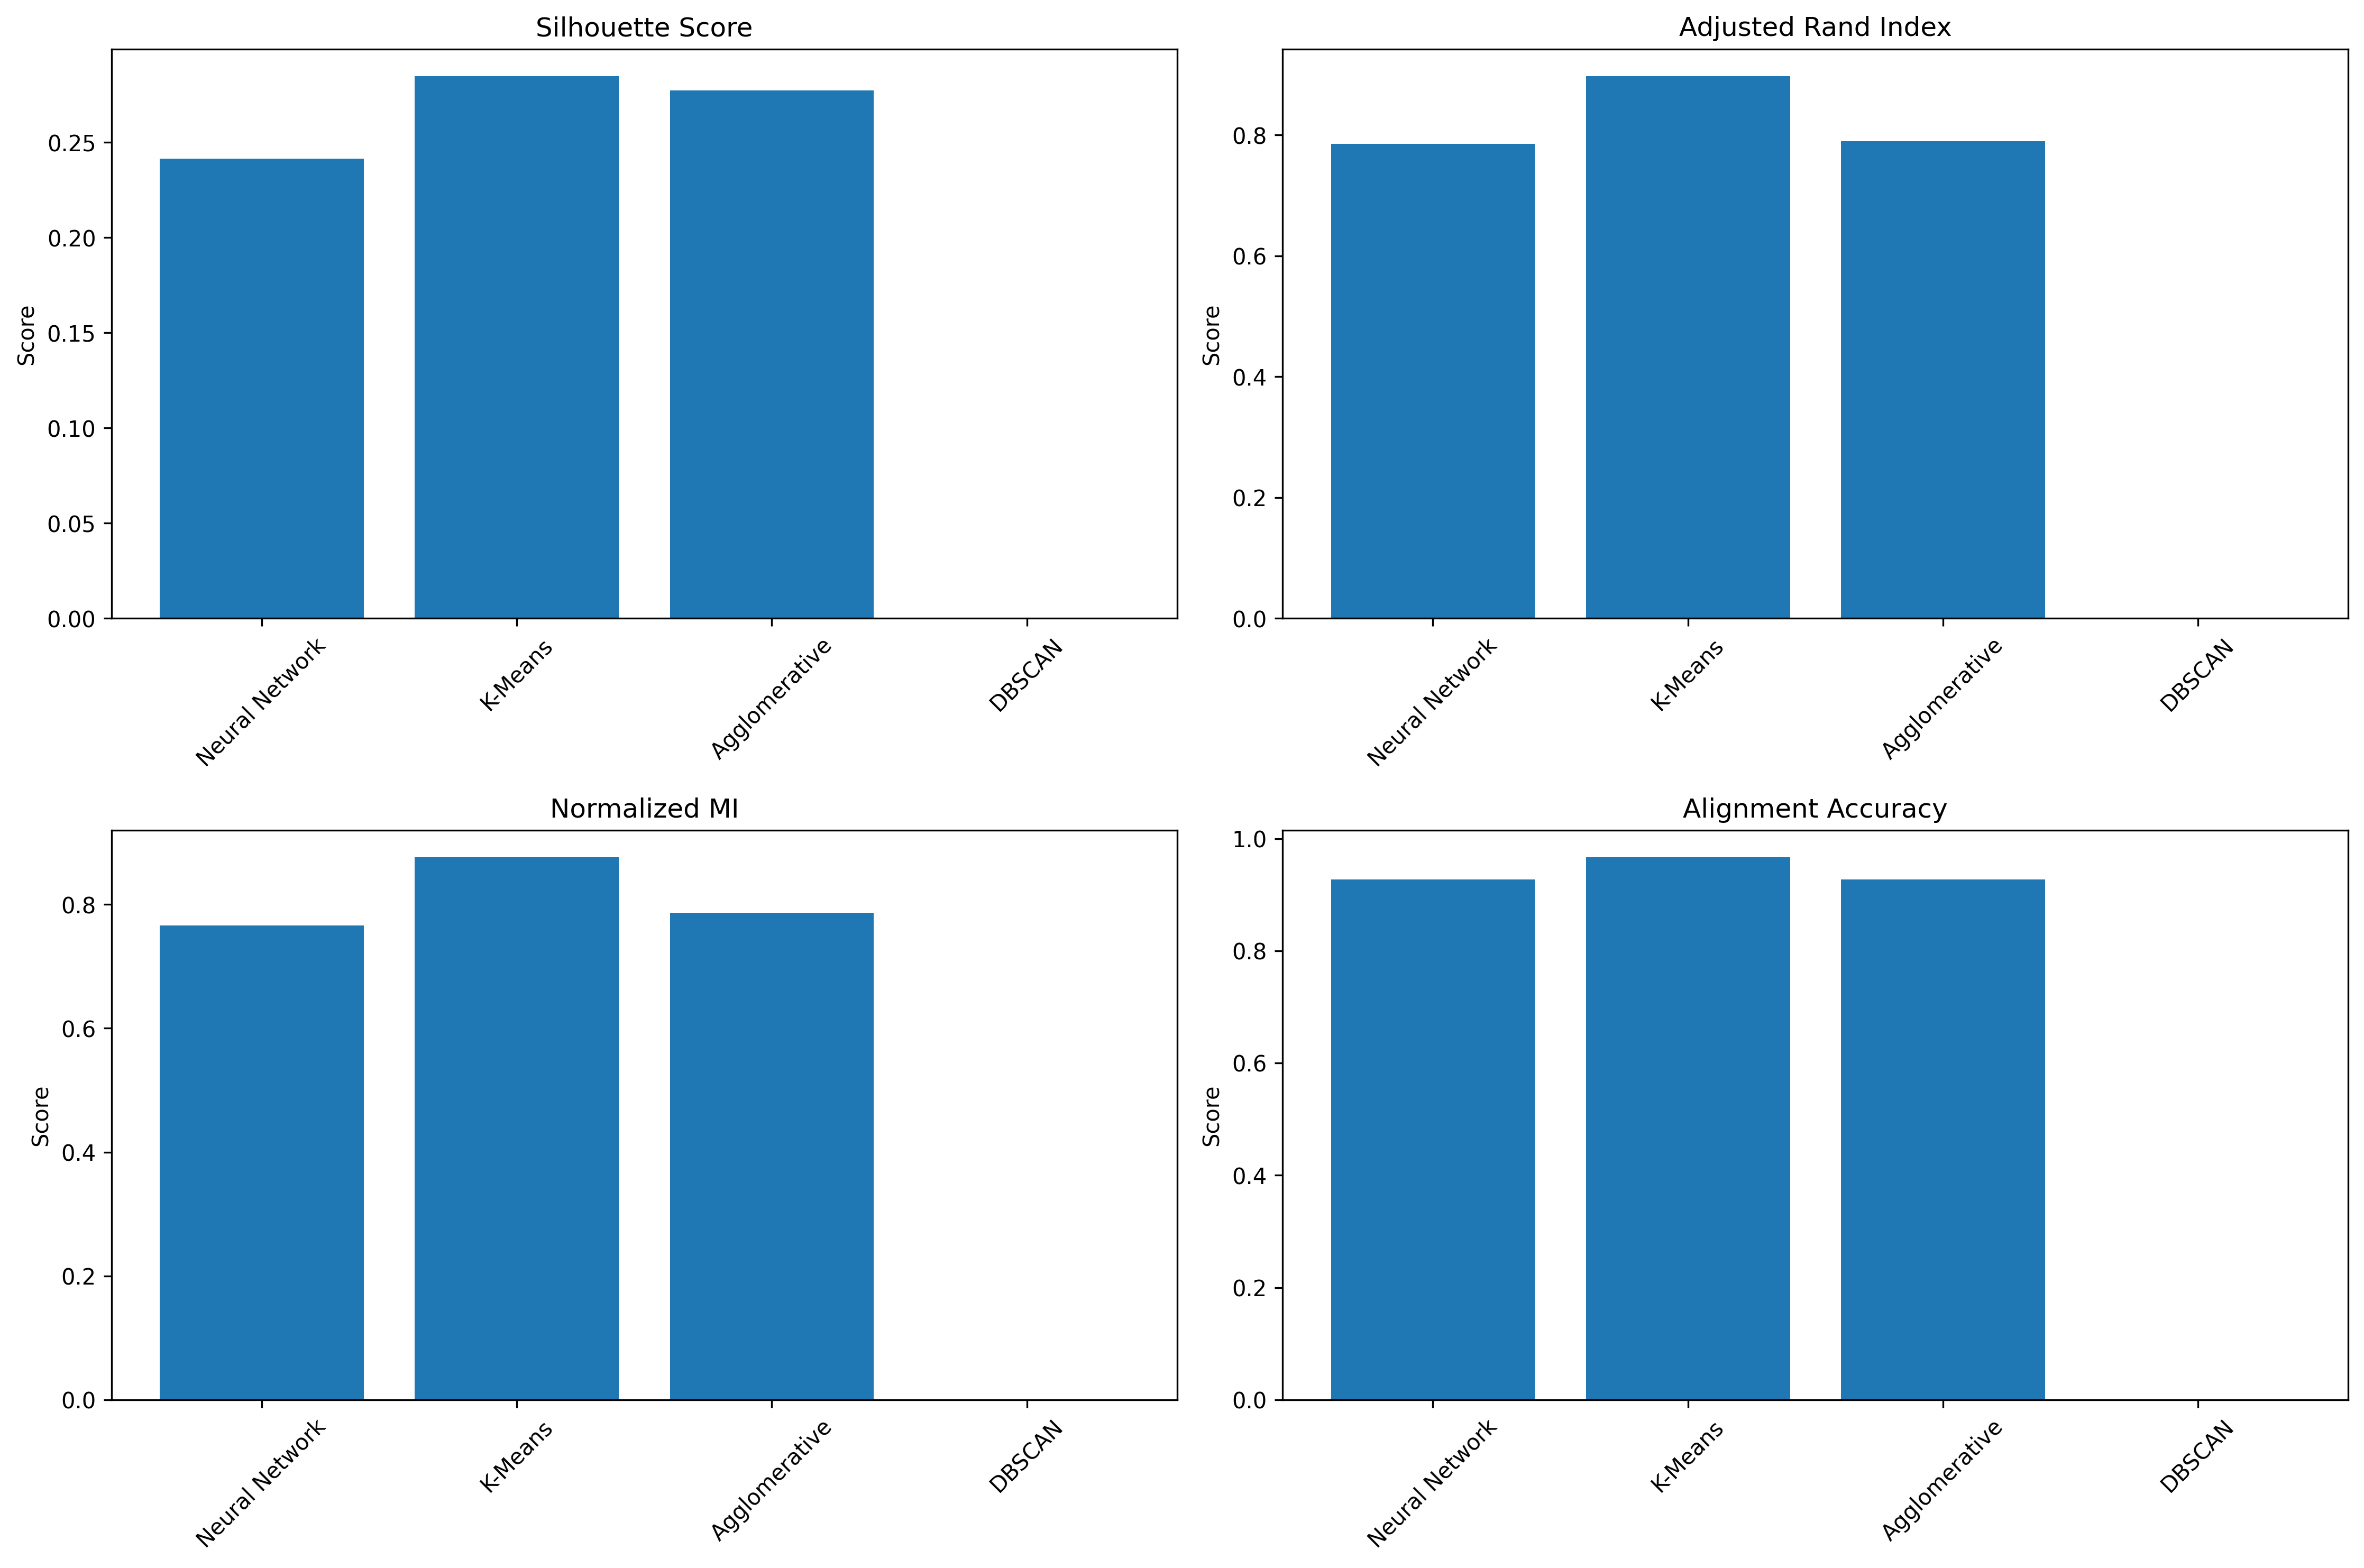 Silhouette Score
Score
0.25
0.20
0.15
0.10
0.05
0.00
Neural Network
K-Means
Agglomerative
DBSCAN
Adjusted Rand Index
Score
0.8
0.6
0.4
0.2
0.0
Neural Network
K-Means
Agglomerative
DBSCAN
Normalized MI
Score
0.8
0.6
0.4
0.2
0.0
Neural Network
K-Means
Agglomerative
DBSCAN
Alignment Accuracy
Score
1.0
0.8
0.6
0.4
0.2
0.0
Neural Network
K-Means
Agglomerative
DBSCAN